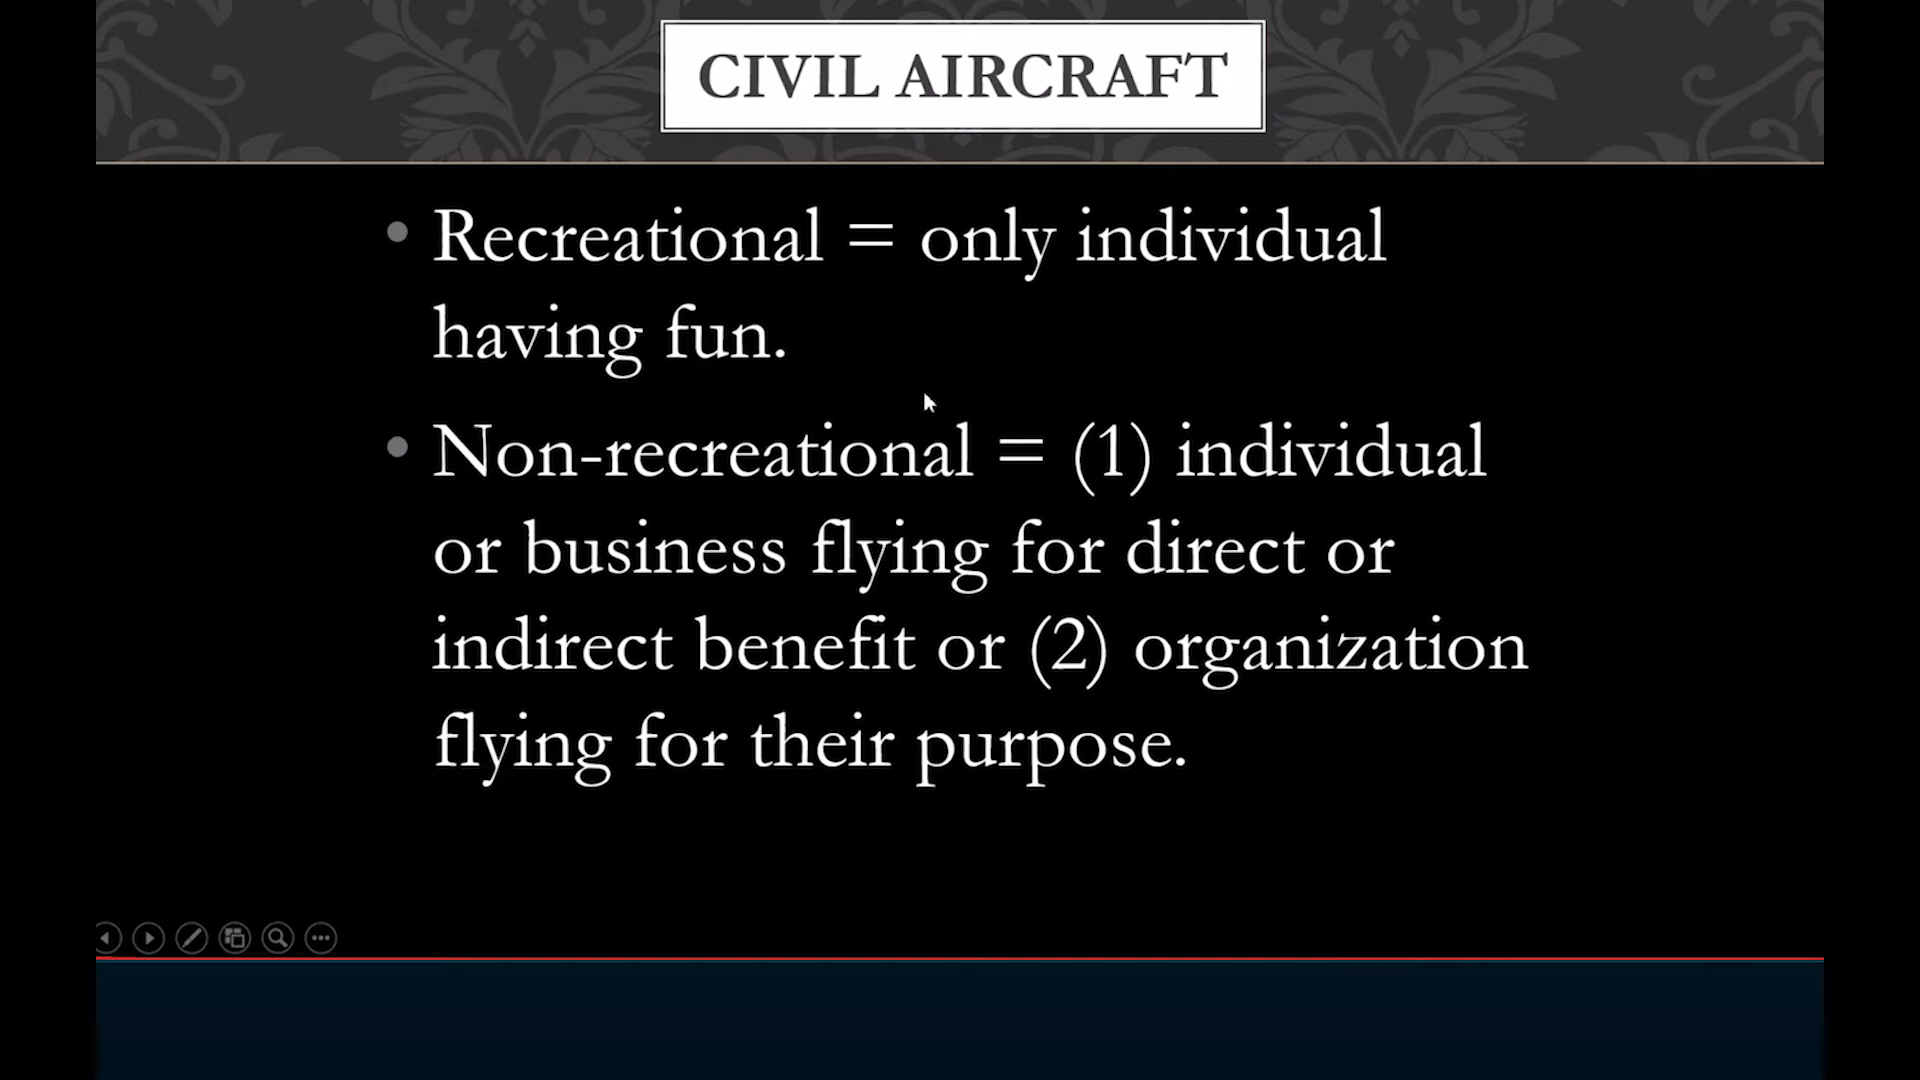 CIVIL AIRCRAFT
• Recreational = only individual
having fun.
• Non-recreational = (1) individual
or business flying for direct or
indirect benefit or (2) organization
flying for their purpose.